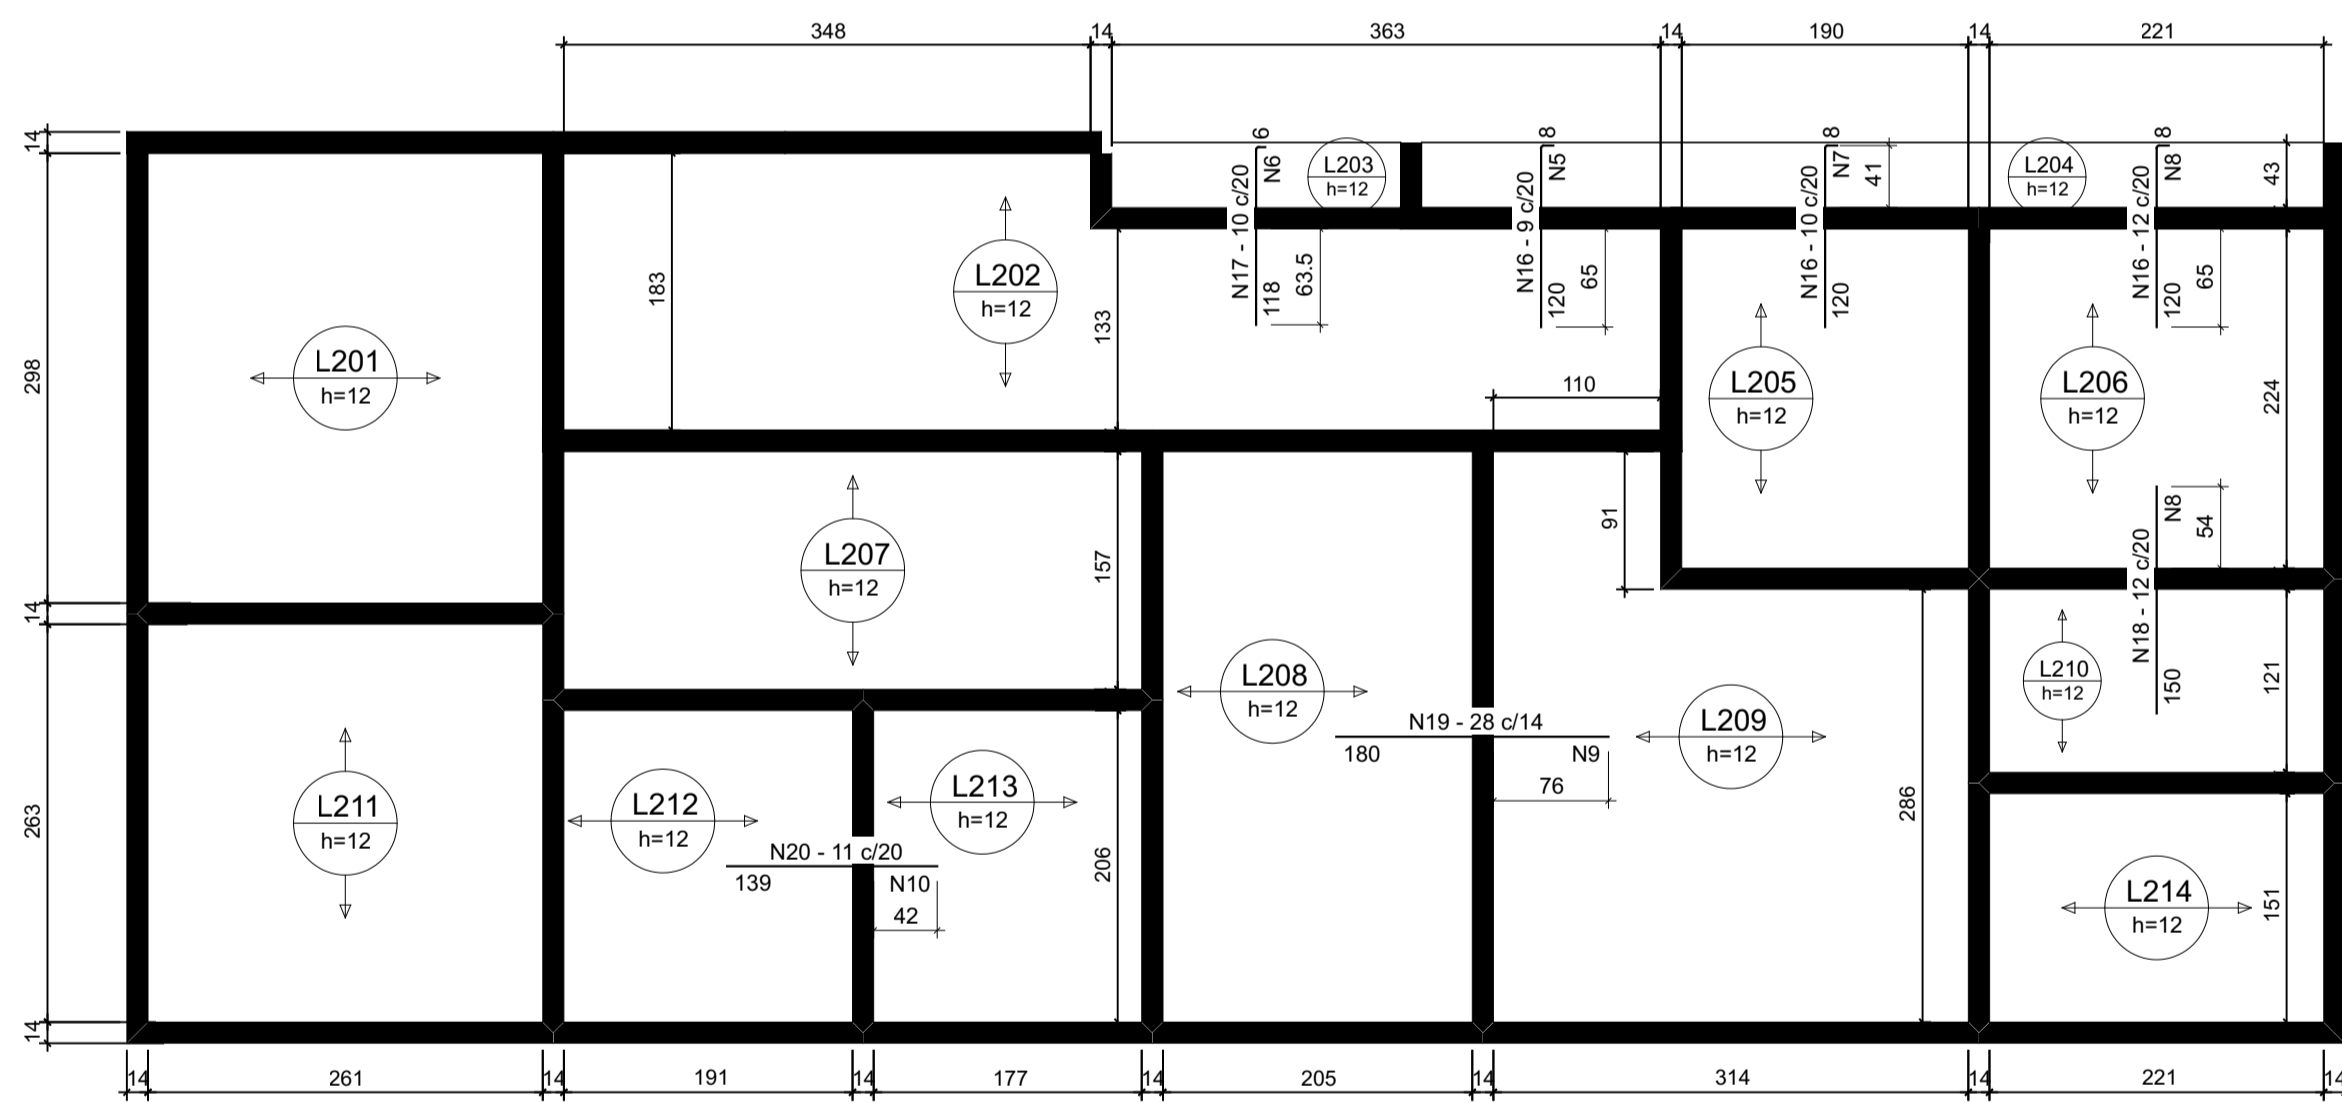 348
14
363
14
190
14
221
14
298
14
263
14
6
8
8
8
L203
h=12
L204
h=12
N17 - 10 c/20
N6
118
63.5
N16 - 9 c/20
N5
120
65
N16 - 10 c/20
N7
120
41
N16 - 12 c/20
N8
120
65
43
L201
h=12
183
L202
h=12
133
110
L205
h=12
L206
h=12
224
L207
h=12
157
91
N18 - 12 c/20
N8
150
54
L208
h=12
N19 - 28 c/14
180
N9
76
L209
h=12
286
L210
h=12
121
L211
h=12
L212
h=12
L213
h=12
N20 - 11 c/20
139
N10
42
206
L214
h=12
151
14
261
14
191
14
177
14
205
14
314
14
221
14